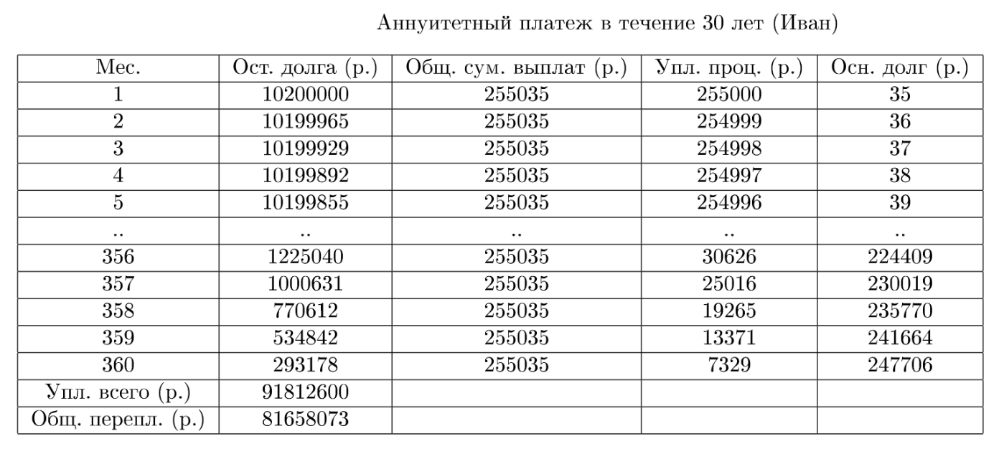 Аннуитетный платеж в течение 30 лет (Иван)
Мес. Ост. долга (р.) Общ. сум. выплат (р.) Упл. проц. (р.) Осн. долг (р.)
1 10200000 255035 255000 35
2 10199965 255035 254999 36
3 10199929 255035 254998 37
4 10199892 255035 254997 38
5 10199855 255035 254996 39
.. .. .. .. ..
356 1225040 255035 30626 224409
357 1000631 255035 25016 230019
358 770612 255035 19265 235770
359 534842 255035 13371 241664
360 293178 255035 7329 247706
Упл. всего (р.) 91812600
Общ. перепл. (р.) 81658073